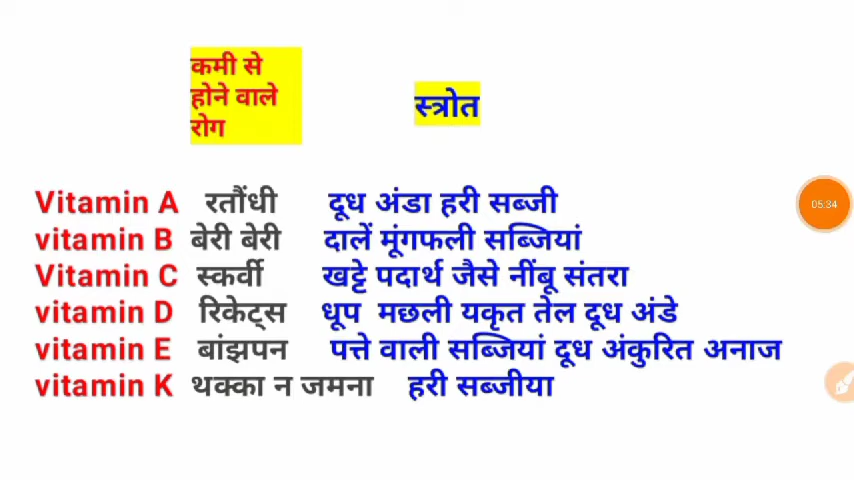 कमी से
होने वाले
रोग
स्त्रोत
Vitamin A रतौंधी दूध अंडा हरी सब्जी
vitamin B बेरी बेरी दालें मूंगफली सब्जियां
Vitamin C स्कर्वी खट्टे पदार्थ जैसे नींबू संतरा
vitamin D रिकेट्स धूप मछली यकृत तेल दूध अंडे
vitamin E बांझपन पत्ते वाली सब्जियां दूध अंकुरित अनाज
vitamin K थक्का न जमना हरी सब्जीया
05:34